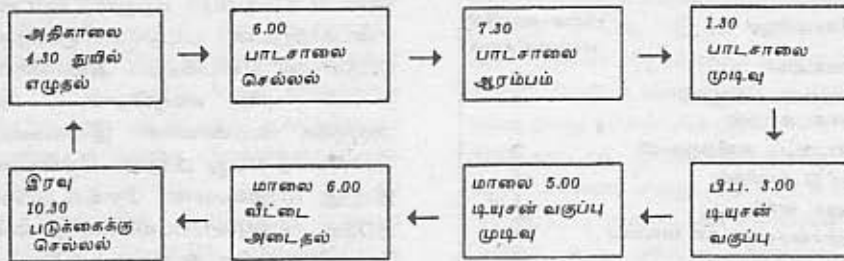 அதிகாலை
4.30 துயில்
எழுதல்
6.00
பாடசாலை
செல்லல்
7.30
பாடசாலை
ஆரம்பம்
1.30
பாடசாலை
முடிவு
பி.ப. 3.00
டியுசன்
வகுப்பு
மாலை 5.00
டியுசன் வகுப்பு
முடிவு
மாலை 6.00
வீட்டை
அடைதல்
இரவு
10.30
படுக்கைக்கு
செல்லல்